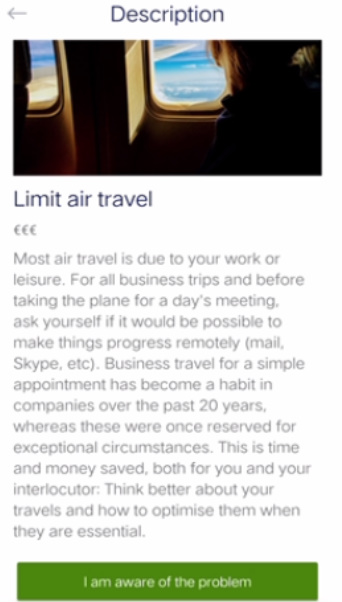 Description
Limit air travel
€€€
Most air travel is due to your work or
leisure. For all business trips and before
taking the plane for a day's meeting,
ask yourself if it would be possible to
make things progress remotely (mail,
Skype, etc). Business travel for a simple
appointment has become a habit in
companies over the past 20 years,
whereas these were once reserved for
exceptional circumstances. This is time
and money saved, both for you and your
interlocutor: Think better about your
travels and how to optimise them when
they are essential.
I am aware of the problem